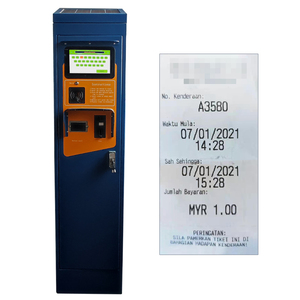 No. Kenderaan:
A3580
Waktu Mula:
07/01/2021
14:28
Sah Sehingga:
07/01/2021
15:28
Jumlah Bayaran:
MYR 1.00
PERINGATAN:
SILA PAMERKAN TIKET INI DI
BAHAGIAN HADAPAN KENDERAAN!